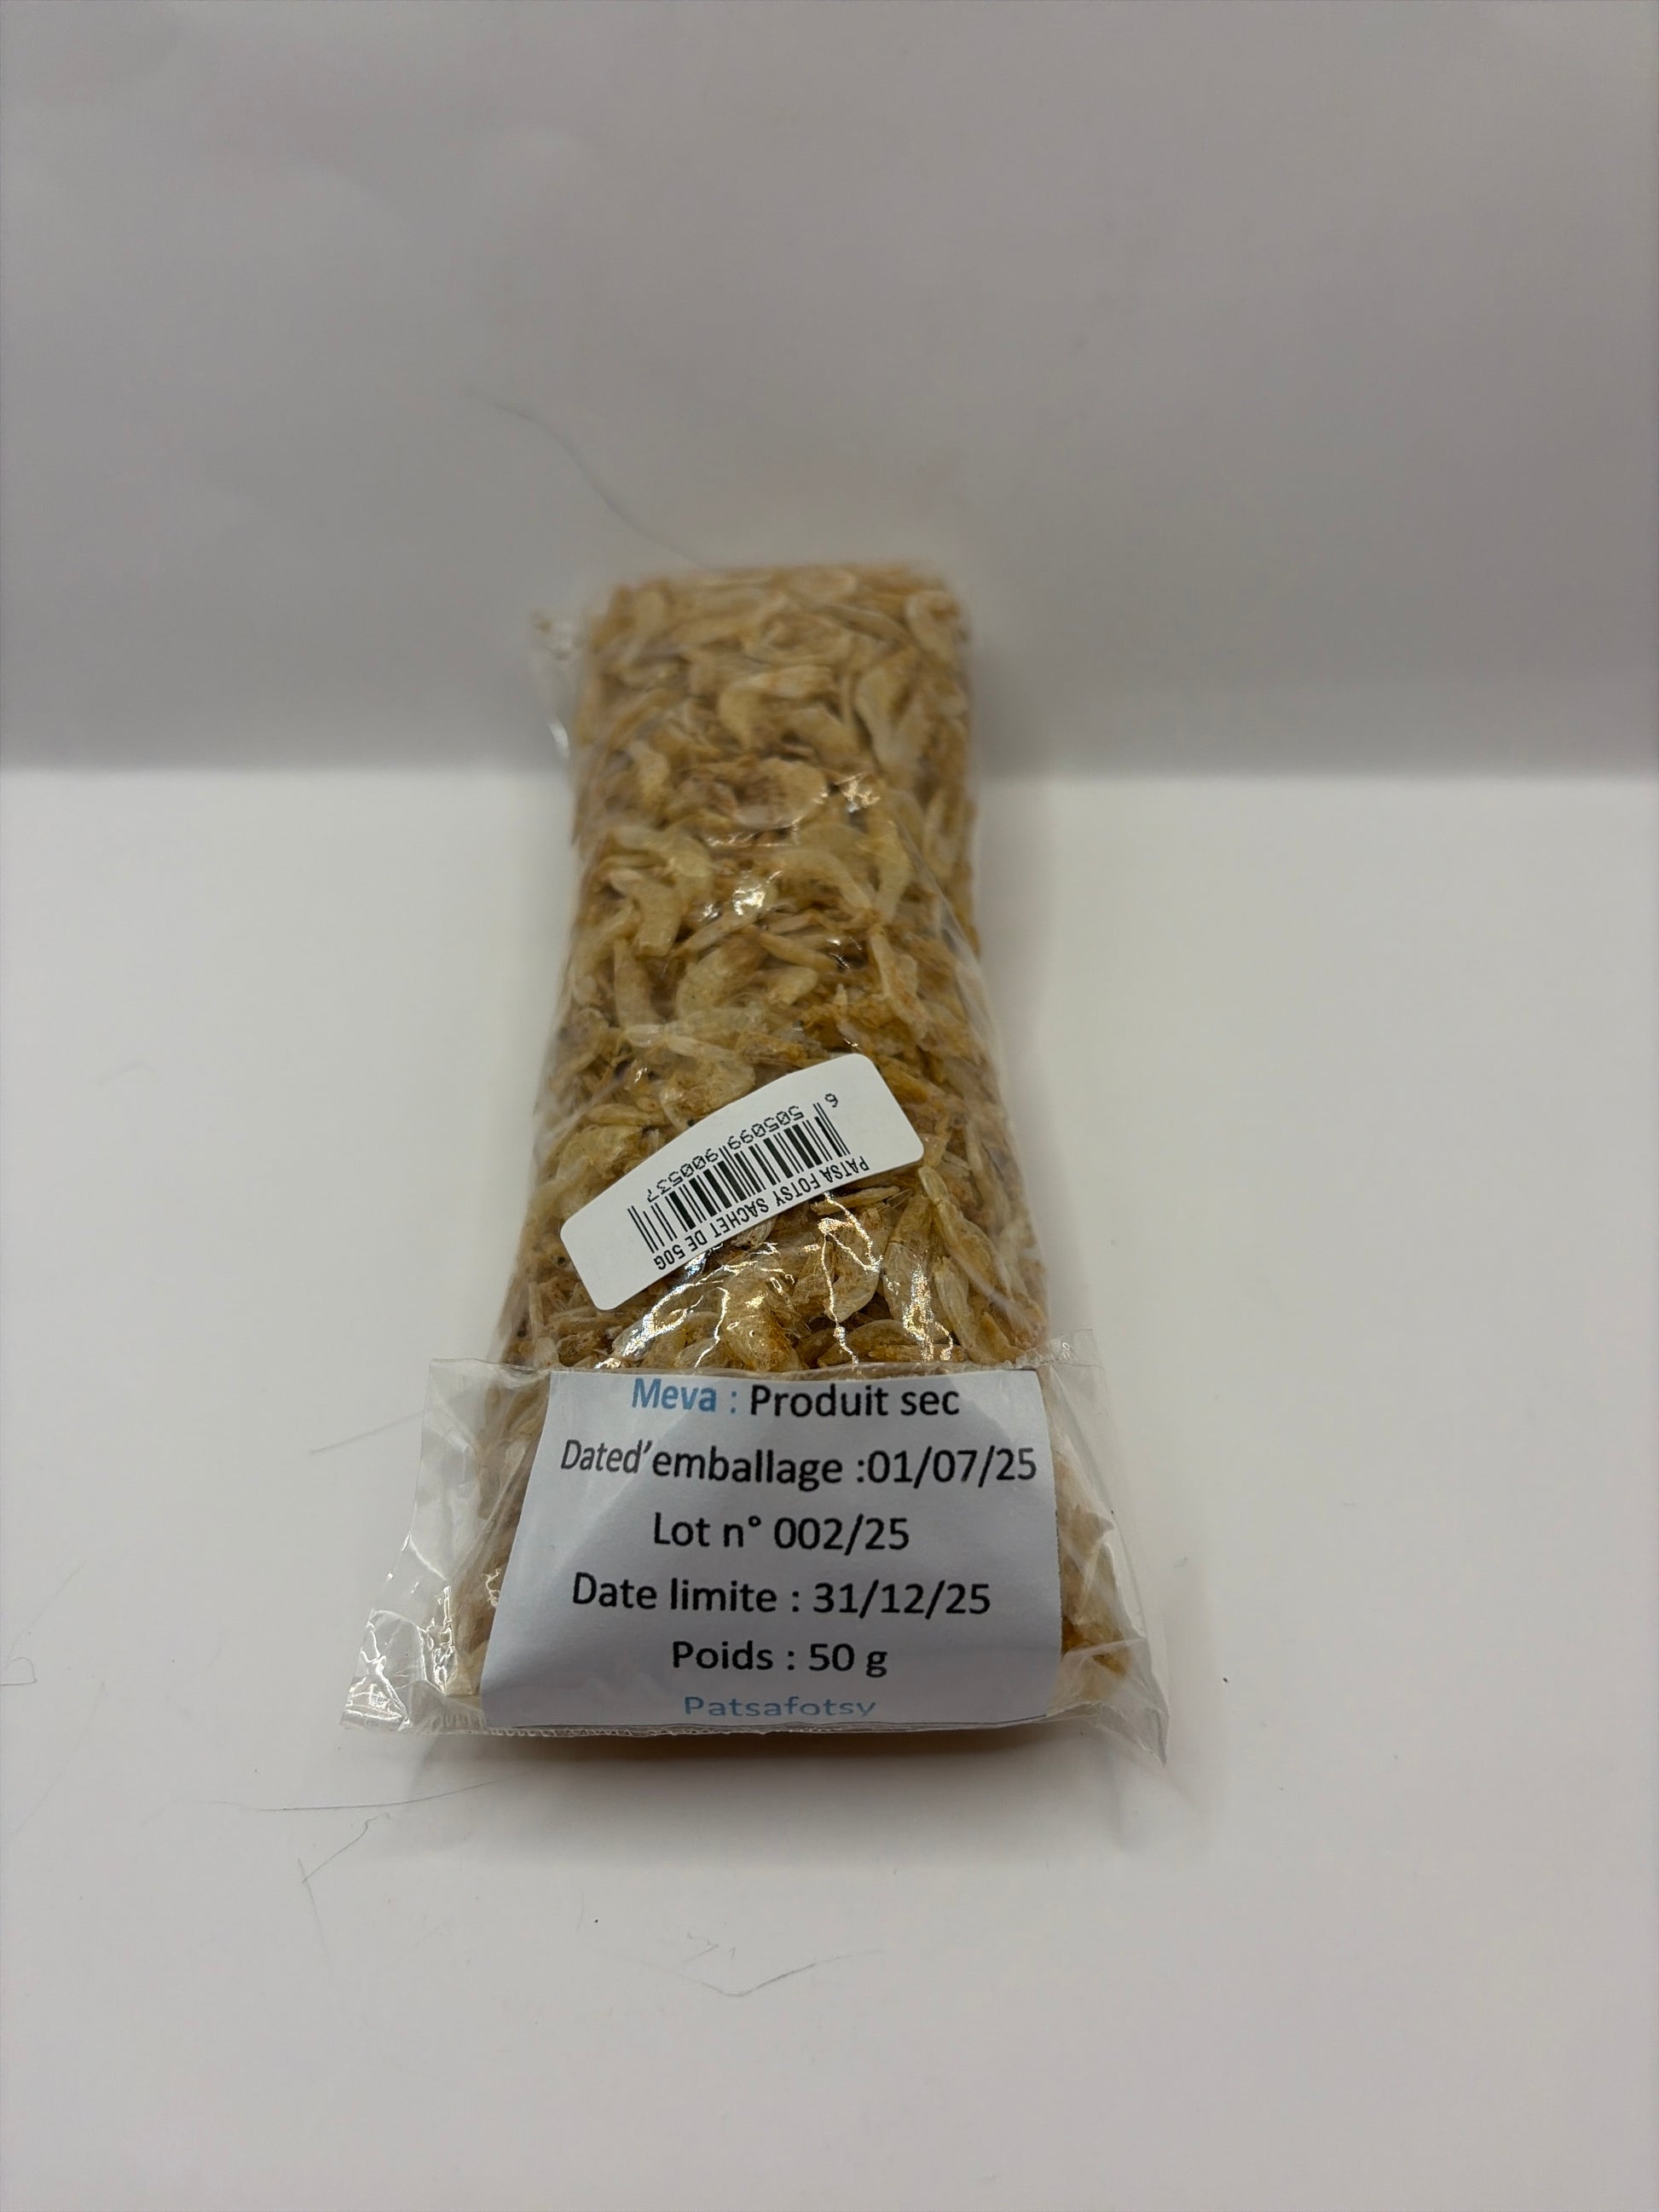 PATSA FOTSY SACHET DE 50G
6 505099 900537
Meva : Produit sec
Dated'emballage :01/07/25
Lot n° 002/25
Date limite : 31/12/25
Poids : 50 g
Patsafotsy